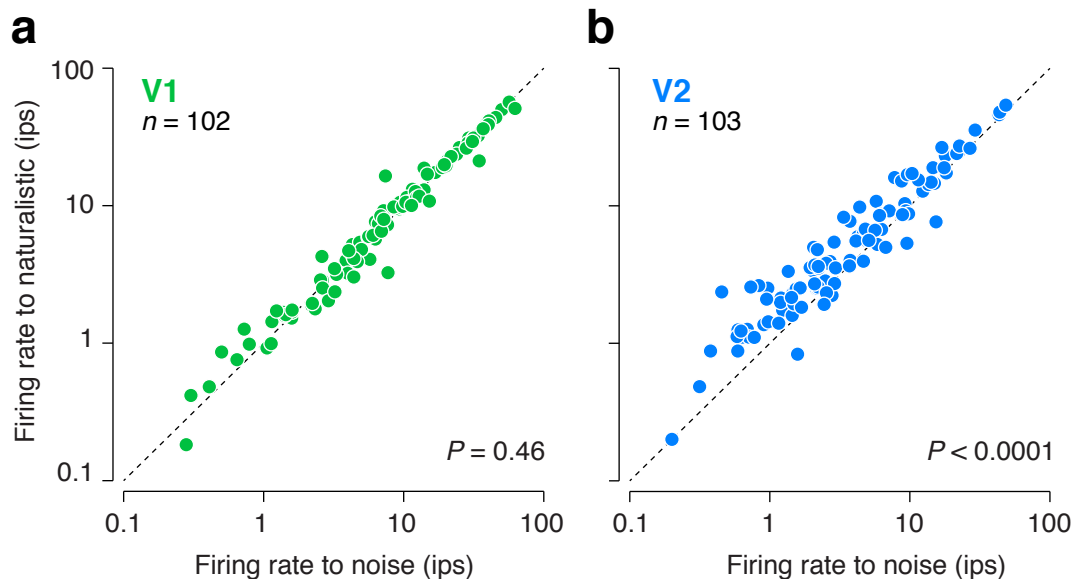 a
V1
n = 102
100
10
1
0.1
Firing rate to naturalistic (ips)
P = 0.46
0.1
1
10
100
Firing rate to noise (ips)
b
V2
n = 103
P < 0.0001
0.1
1
10
100
Firing rate to noise (ips)